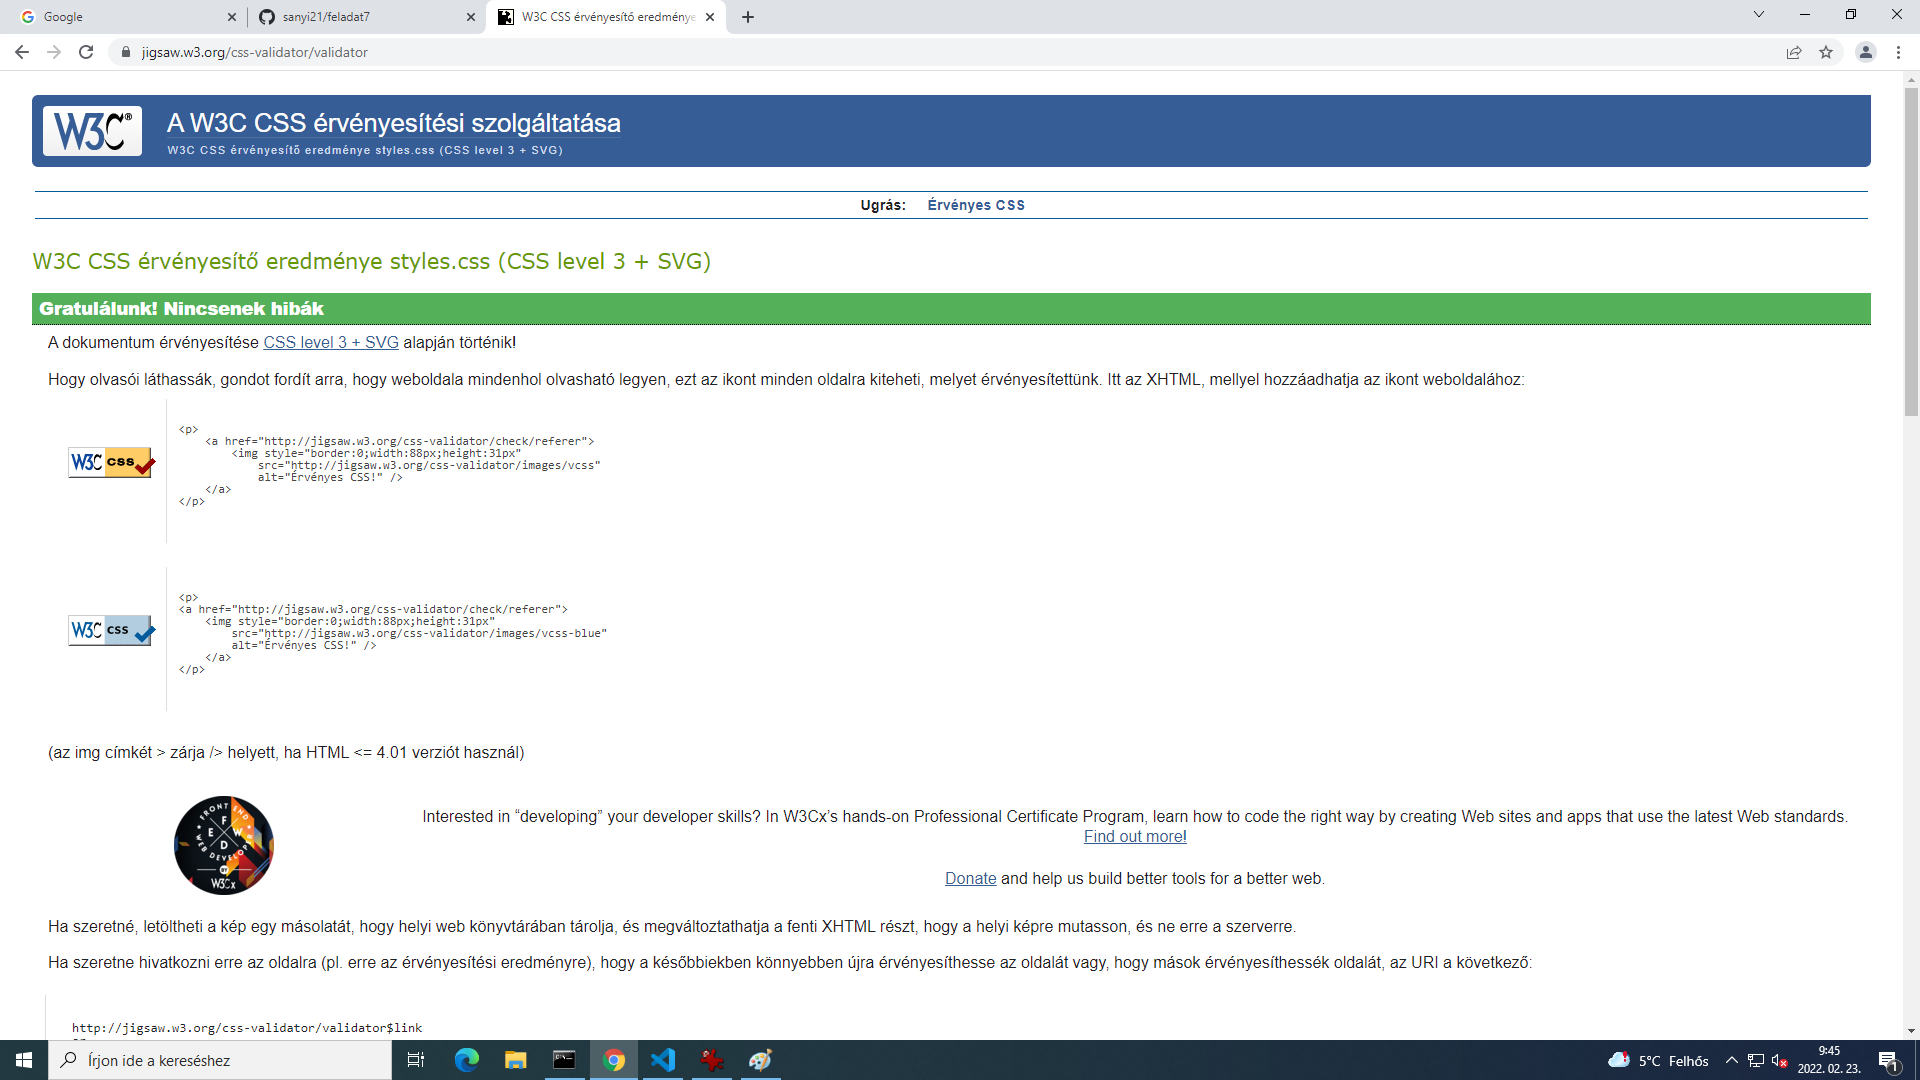 Google
sanyi21/feladat7
W3C CSS érvényesítő eredménye
jigsaw.w3.org/css-validator/validator
W3C®
A W3C CSS érvényesítési szolgáltatása
W3C CSS érvényesítő eredménye styles.css (CSS level 3 + SVG)
Ugrás: Érvényes CSS
W3C CSS érvényesítő eredménye styles.css (CSS level 3 + SVG)
Gratulálunk! Nincsenek hibák
A dokumentum érvényesítése CSS level 3 + SVG alapján történik!
Hogy olvasói láthassák, gondot fordít arra, hogy weboldala mindenhol olvasható legyen, ezt az ikont minden oldalra kiteheti, melyet érvényesítettünk. Itt az XHTML, mellyel hozzáadhatja az ikont weboldalához:
W3C css
<p>
<a href="http://jigsaw.w3.org/css-validator/check/referer">
<img style="border:0;width:88px;height:31px"
src="http://jigsaw.w3.org/css-validator/images/vcss"
alt="Érvényes CSS!" />
</a>
</p>
W3C css
<p>
<a href="http://jigsaw.w3.org/css-validator/check/referer">
<img style="border:0;width:88px;height:31px"
src="http://jigsaw.w3.org/css-validator/images/vcss-blue"
alt="Érvényes CSS!" />
</a>
</p>
(az img címkét > zárja /> helyett, ha HTML <= 4.01 verziót használ)
FRONT END
F E W D
WEB DEVELOPER
BY
W3Cx
Interested in “developing” your developer skills? In W3Cx’s hands-on Professional Certificate Program, learn how to code the right way by creating Web sites and apps that use the latest Web standards.
Find out more!
Donate and help us build better tools for a better web.
Ha szeretné, letöltheti a kép egy másolatát, hogy helyi web könyvtárában tárolja, és megváltoztathatja a fenti XHTML részt, hogy a helyi képre mutasson, és ne erre a szerverre.
Ha szeretne hivatkozni erre az oldalra (pl. erre az érvényesítési eredményre), hogy a későbbiekben könnyebben újra érvényesíthesse az oldalát vagy, hogy mások érvényesíthessék oldalát, az URI a következő:
http://jigsaw.w3.org/css-validator/validator$link
Írjon ide a kereséshez
5°C Felhős
9:45
2022. 02. 23.
1